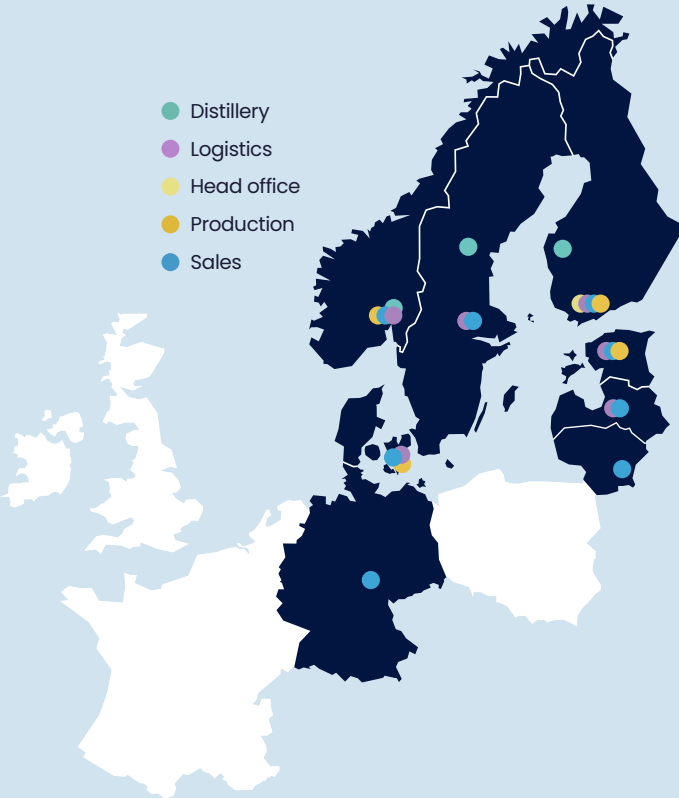 Distillery
Logistics
Head office
Production
Sales